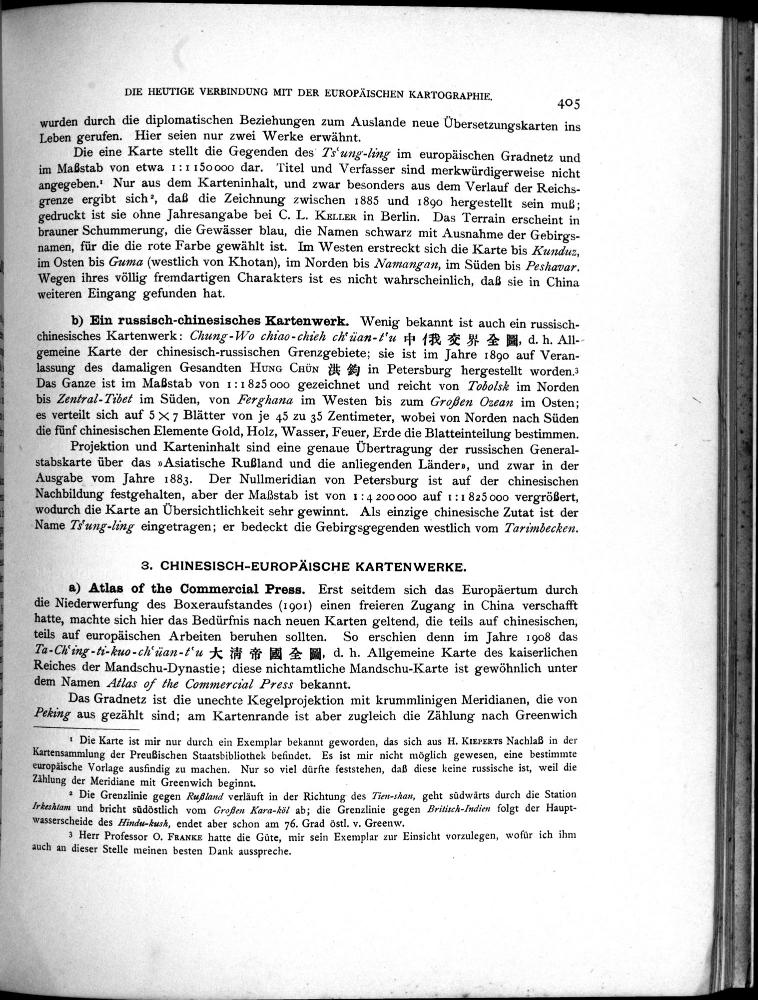 DIE HEUTIGE VERBINDUNG MIT DER EUROPÄISCHEN KARTOGRAPHIE.
405
wurden durch die diplomatischen Beziehungen zum Auslande neue Übersetzungskarten ins
Leben gerufen. Hier seien nur zwei Werke erwähnt.
Die eine Karte stellt die Gegenden des Ts‘ung-ling im europäischen Gradnetz und
im Maßstab von etwa 1:1150000 dar. Titel und Verfasser sind merkwürdigerweise nicht
angegeben.¹ Nur aus dem Karteninhalt, und zwar besonders aus dem Verlauf der Reichs-
grenze ergibt sich², daß die Zeichnung zwischen 1885 und 1890 hergestellt sein muß;
gedruckt ist sie ohne Jahresangabe bei C. L. KELLER in Berlin. Das Terrain erscheint in
brauner Schummerung, die Gewässer blau, die Namen schwarz mit Ausnahme der Gebirgs-
namen, für die die rote Farbe gewählt ist. Im Westen erstreckt sich die Karte bis Kunduz,
im Osten bis Guma (westlich von Khotan), im Norden bis Namangan, im Süden bis Peshavar.
Wegen ihres völlig fremdartigen Charakters ist es nicht wahrscheinlich, daß sie in China
weiteren Eingang gefunden hat.
b) Ein russisch-chinesisches Kartenwerk. Wenig bekannt ist auch ein russisch-
chinesisches Kartenwerk: Chung-Wo chiao-chieh ch‘üan-t‘u 中俄交界全圖, d. h. All-
gemeine Karte der chinesisch-russischen Grenzgebiete; sie ist im Jahre 1890 auf Veran-
lassung des damaligen Gesandten HUNG CHÜN 洪鈞 in Petersburg hergestellt worden.³
Das Ganze ist im Maßstab von 1:1825000 gezeichnet und reicht von Tobolsk im Norden
bis Zentral-Tibet im Süden, von Ferghana im Westen bis zum Großen Ozean im Osten;
es verteilt sich auf 5 × 7 Blätter von je 45 zu 35 Zentimeter, wobei von Norden nach Süden
die fünf chinesischen Elemente Gold, Holz, Wasser, Feuer, Erde die Blatteinteilung bestimmen.
Projektion und Karteninhalt sind eine genaue Übertragung der russischen General-
stabskarte über das »Asiatische Rußland und die anliegenden Länder«, und zwar in der
Ausgabe vom Jahre 1883. Der Nullmeridian von Petersburg ist auf der chinesischen
Nachbildung festgehalten, aber der Maßstab ist von 1:4200000 auf 1:1825000 vergrößert,
wodurch die Karte an Übersichtlichkeit sehr gewinnt. Als einzige chinesische Zutat ist der
Name Ts‘ung-ling eingetragen; er bedeckt die Gebirgsgegenden westlich vom Tarimbecken.
3. CHINESISCH-EUROPÄISCHE KARTENWERKE.
a) Atlas of the Commercial Press. Erst seitdem sich das Europäertum durch
die Niederwerfung des Boxeraufstandes (1901) einen freieren Zugang in China verschafft
hatte, machte sich hier das Bedürfnis nach neuen Karten geltend, die teils auf chinesischen,
teils auf europäischen Arbeiten beruhen sollten. So erschien denn im Jahre 1908 das
Ta-Ch‘ing-ti-kuo-ch‘üan-t‘u 大清帝國全圖, d. h. Allgemeine Karte des kaiserlichen
Reiches der Mandschu-Dynastie; diese nichtamtliche Mandschu-Karte ist gewöhnlich unter
dem Namen Atlas of the Commercial Press bekannt.
Das Gradnetz ist die unechte Kegelprojektion mit krummlinigen Meridianen, die von
Peking aus gezählt sind; am Kartenrande ist aber zugleich die Zählung nach Greenwich
¹ Die Karte ist mir nur durch ein Exemplar bekannt geworden, das sich aus H. KIEPERTS Nachlaß in der
Kartensammlung der Preußischen Staatsbibliothek befindet. Es ist mir nicht möglich gewesen, eine bestimmte
europäische Vorlage ausfindig zu machen. Nur so viel dürfte feststehen, daß diese keine russische ist, weil die
Zählung der Meridiane mit Greenwich beginnt.
² Die Grenzlinie gegen Rußland verläuft in der Richtung des Tien-shan, geht südwärts durch die Station
Irkeshtam und bricht südöstlich vom Großen Kara-köl ab; die Grenzlinie gegen Britisch-Indien folgt der Haupt-
wasserscheide des Hindu-kush, endet aber schon am 76. Grad östl. v. Greenw.
³ Herr Professor O. FRANKE hatte die Güte, mir sein Exemplar zur Einsicht vorzulegen, wofür ich ihm
auch an dieser Stelle meinen besten Dank ausspreche.